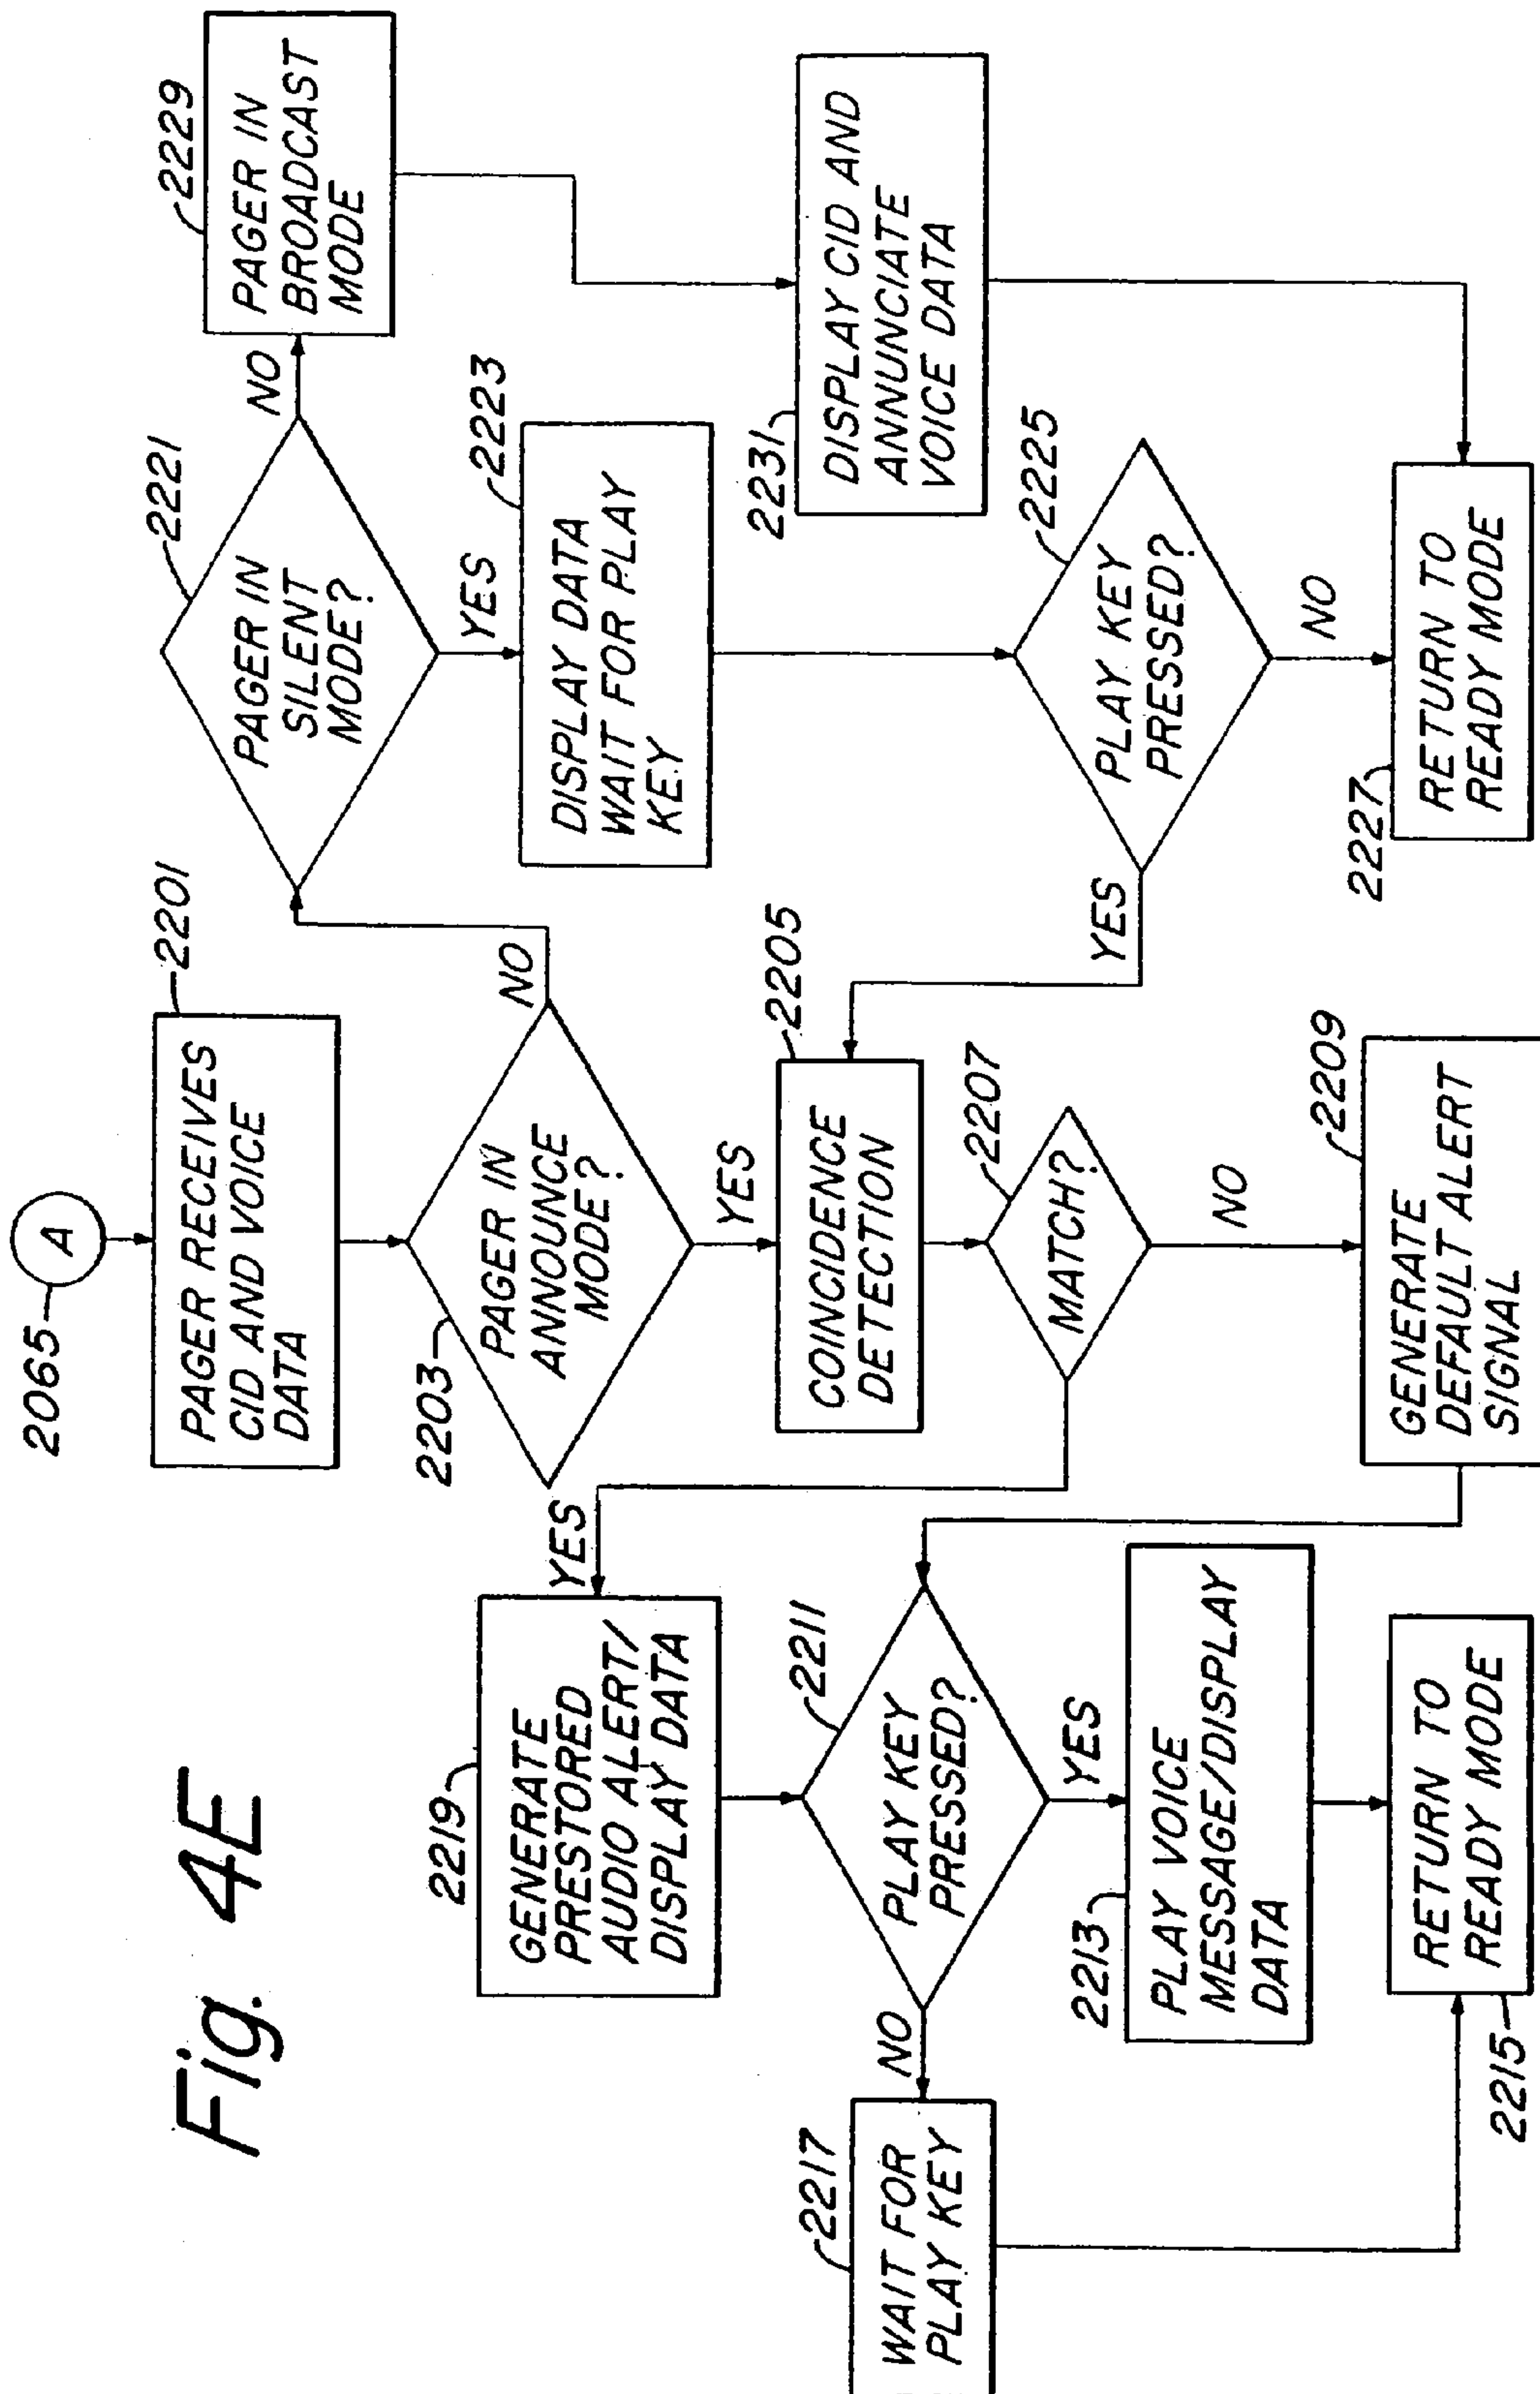 Fig. 4E
2065
A
2201
PAGER RECEIVES
CID AND VOICE
DATA
2203
PAGER IN
ANNOUNCE
MODE?
NO
YES
2221
PAGER IN
SILENT
MODE?
NO
YES
2229
PAGER IN
BROADCAST
MODE
2223
DISPLAY DATA
WAIT FOR PLAY
KEY
2231
DISPLAY CID AND
ANNUNCIATE
VOICE DATA
2225
PLAY KEY
PRESSED?
YES
NO
2227
RETURN TO
READY MODE
2205
COINCIDENCE
DETECTION
2207
MATCH?
YES
NO
2209
GENERATE
DEFAULT ALERT
SIGNAL
2219
GENERATE
PRESTORED
AUDIO ALERT/
DISPLAY DATA
2211
PLAY KEY
PRESSED?
NO
YES
2217
WAIT FOR
PLAY KEY
2213
PLAY VOICE
MESSAGE/DISPLAY
DATA
2215
RETURN TO
READY MODE